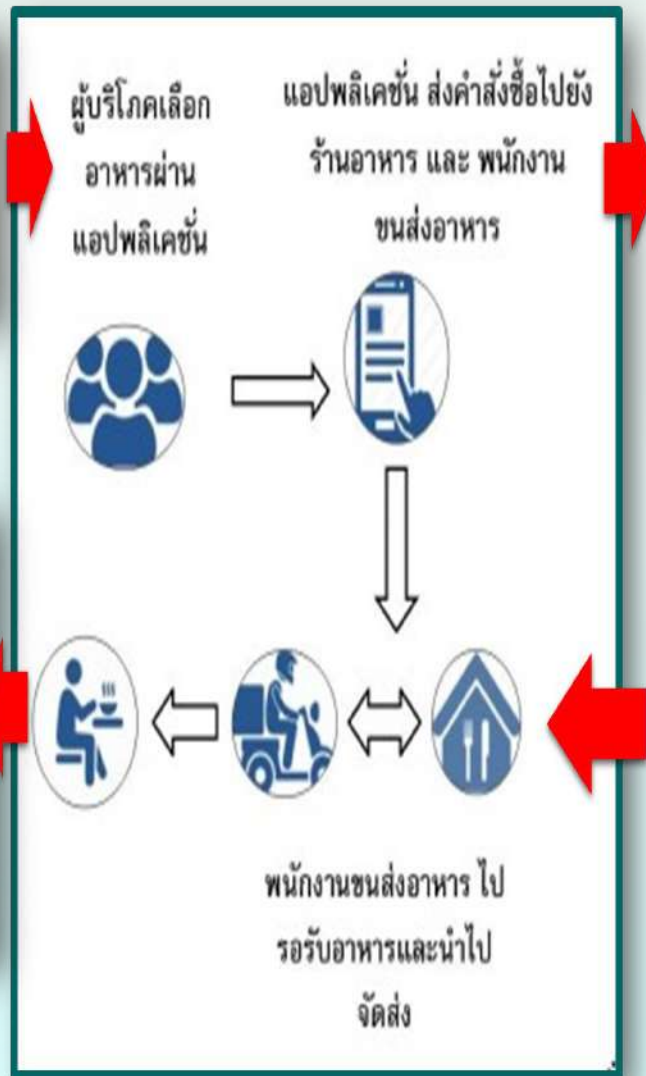 ผู้บริโภคเลือก
อาหารผ่าน
แอปพลิเคชั่น
แอปพลิเคชั่น ส่งคำสั่งซื้อไปยัง
ร้านอาหาร และ พนักงาน
ขนส่งอาหาร
พนักงานขนส่งอาหาร ไป
รอรับอาหารและนำไป
จัดส่ง